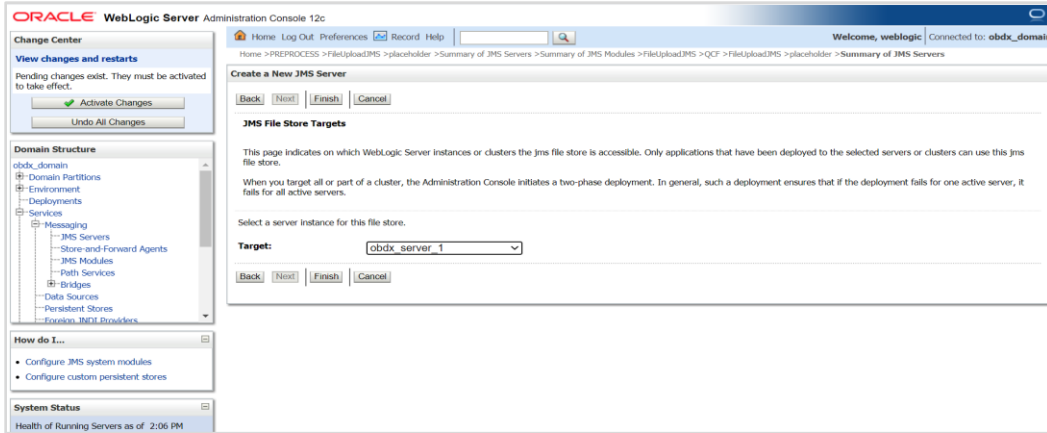 ORACLE WebLogic Server Administration Console 12c
Change Center
View changes and restarts
Pending changes exist. They must be activated
to take effect.
Activate Changes
Undo All Changes
Domain Structure
obdx_domain
Domain Partitions
Environment
Deployments
Services
Messaging
JMS Servers
Store-and-Forward Agents
JMS Modules
Path Services
Bridges
Data Sources
Persistent Stores
Foreign JNDI Providers
How do I...
Configure JMS system modules
Configure custom persistent stores
System Status
Health of Running Servers as of 2:06 PM
Home Log Out Preferences Record Help
Welcome, weblogic Connected to: obdx_domain
Home >PREPROCESS >FileUploadJMS >placeholder >Summary of JMS Servers >Summary of JMS Modules >FileUploadJMS >QCF >FileUploadJMS >placeholder >Summary of JMS Servers
Create a New JMS Server
Back Next Finish Cancel
JMS File Store Targets
This page indicates on which WebLogic Server instances or clusters the jms file store is accessible. Only applications that have been deployed to the selected servers or clusters can use this jms
file store.
When you target all or part of a cluster, the Administration Console initiates a two-phase deployment. In general, such a deployment ensures that if the deployment fails for one active server, it
fails for all active servers.
Select a server instance for this file store.
Target: obdx_server_1
Back Next Finish Cancel